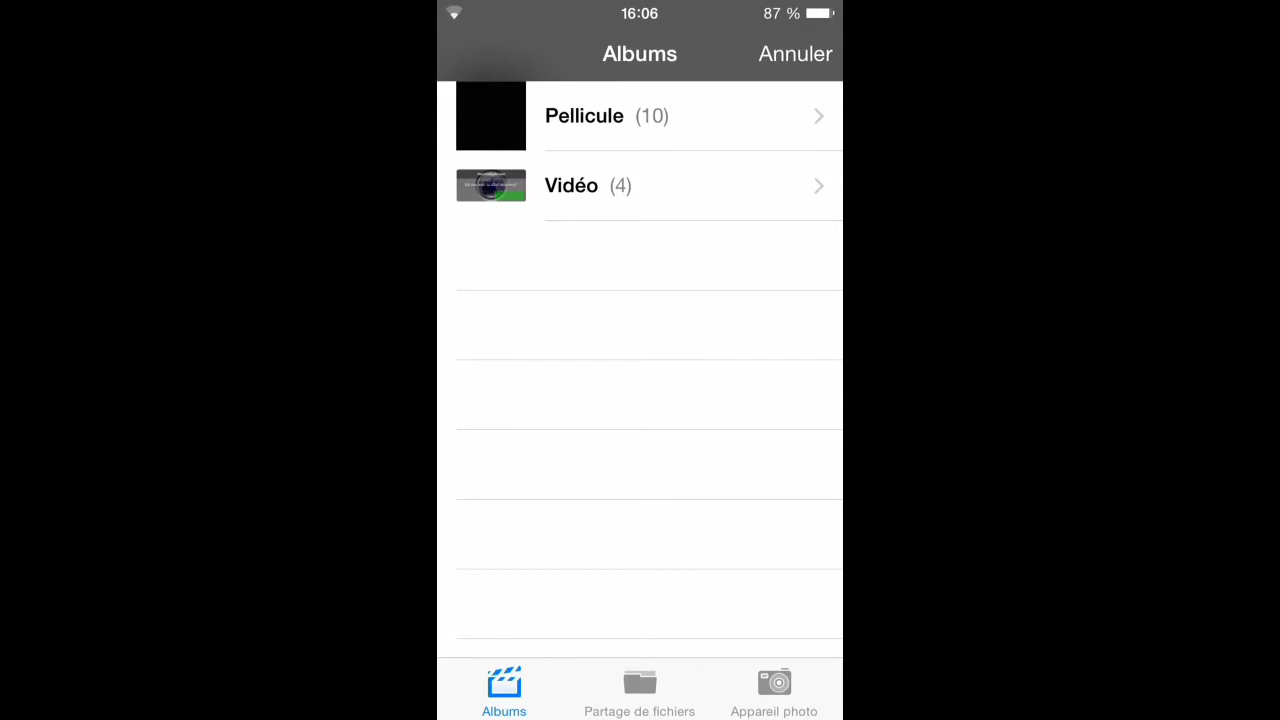 16:06
87 %
Albums
Annuler
Pellicule (10)
Vidéo (4)
Albums
Partage de fichiers
Appareil photo